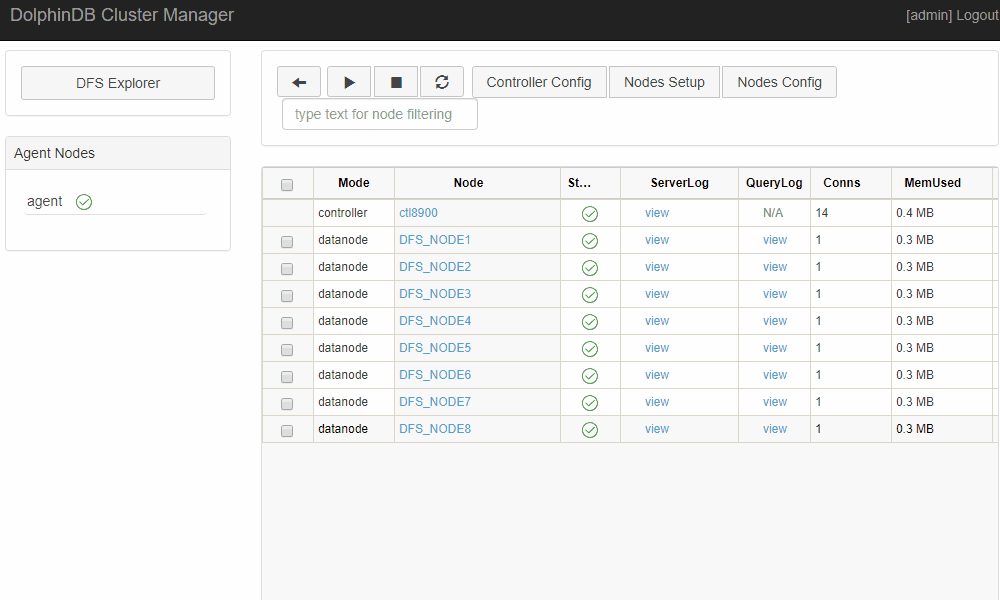 DolphinDB Cluster Manager
[admin] Logout
DFS Explorer
Controller Config Nodes Setup Nodes Config
type text for node filtering
Agent Nodes
agent
Mode Node St... ServerLog QueryLog Conns MemUsed
controller ctl8900 view N/A 14 0.4 MB
datanode DFS_NODE1 view view 1 0.3 MB
datanode DFS_NODE2 view view 1 0.3 MB
datanode DFS_NODE3 view view 1 0.3 MB
datanode DFS_NODE4 view view 1 0.3 MB
datanode DFS_NODE5 view view 1 0.3 MB
datanode DFS_NODE6 view view 1 0.3 MB
datanode DFS_NODE7 view view 1 0.3 MB
datanode DFS_NODE8 view view 1 0.3 MB